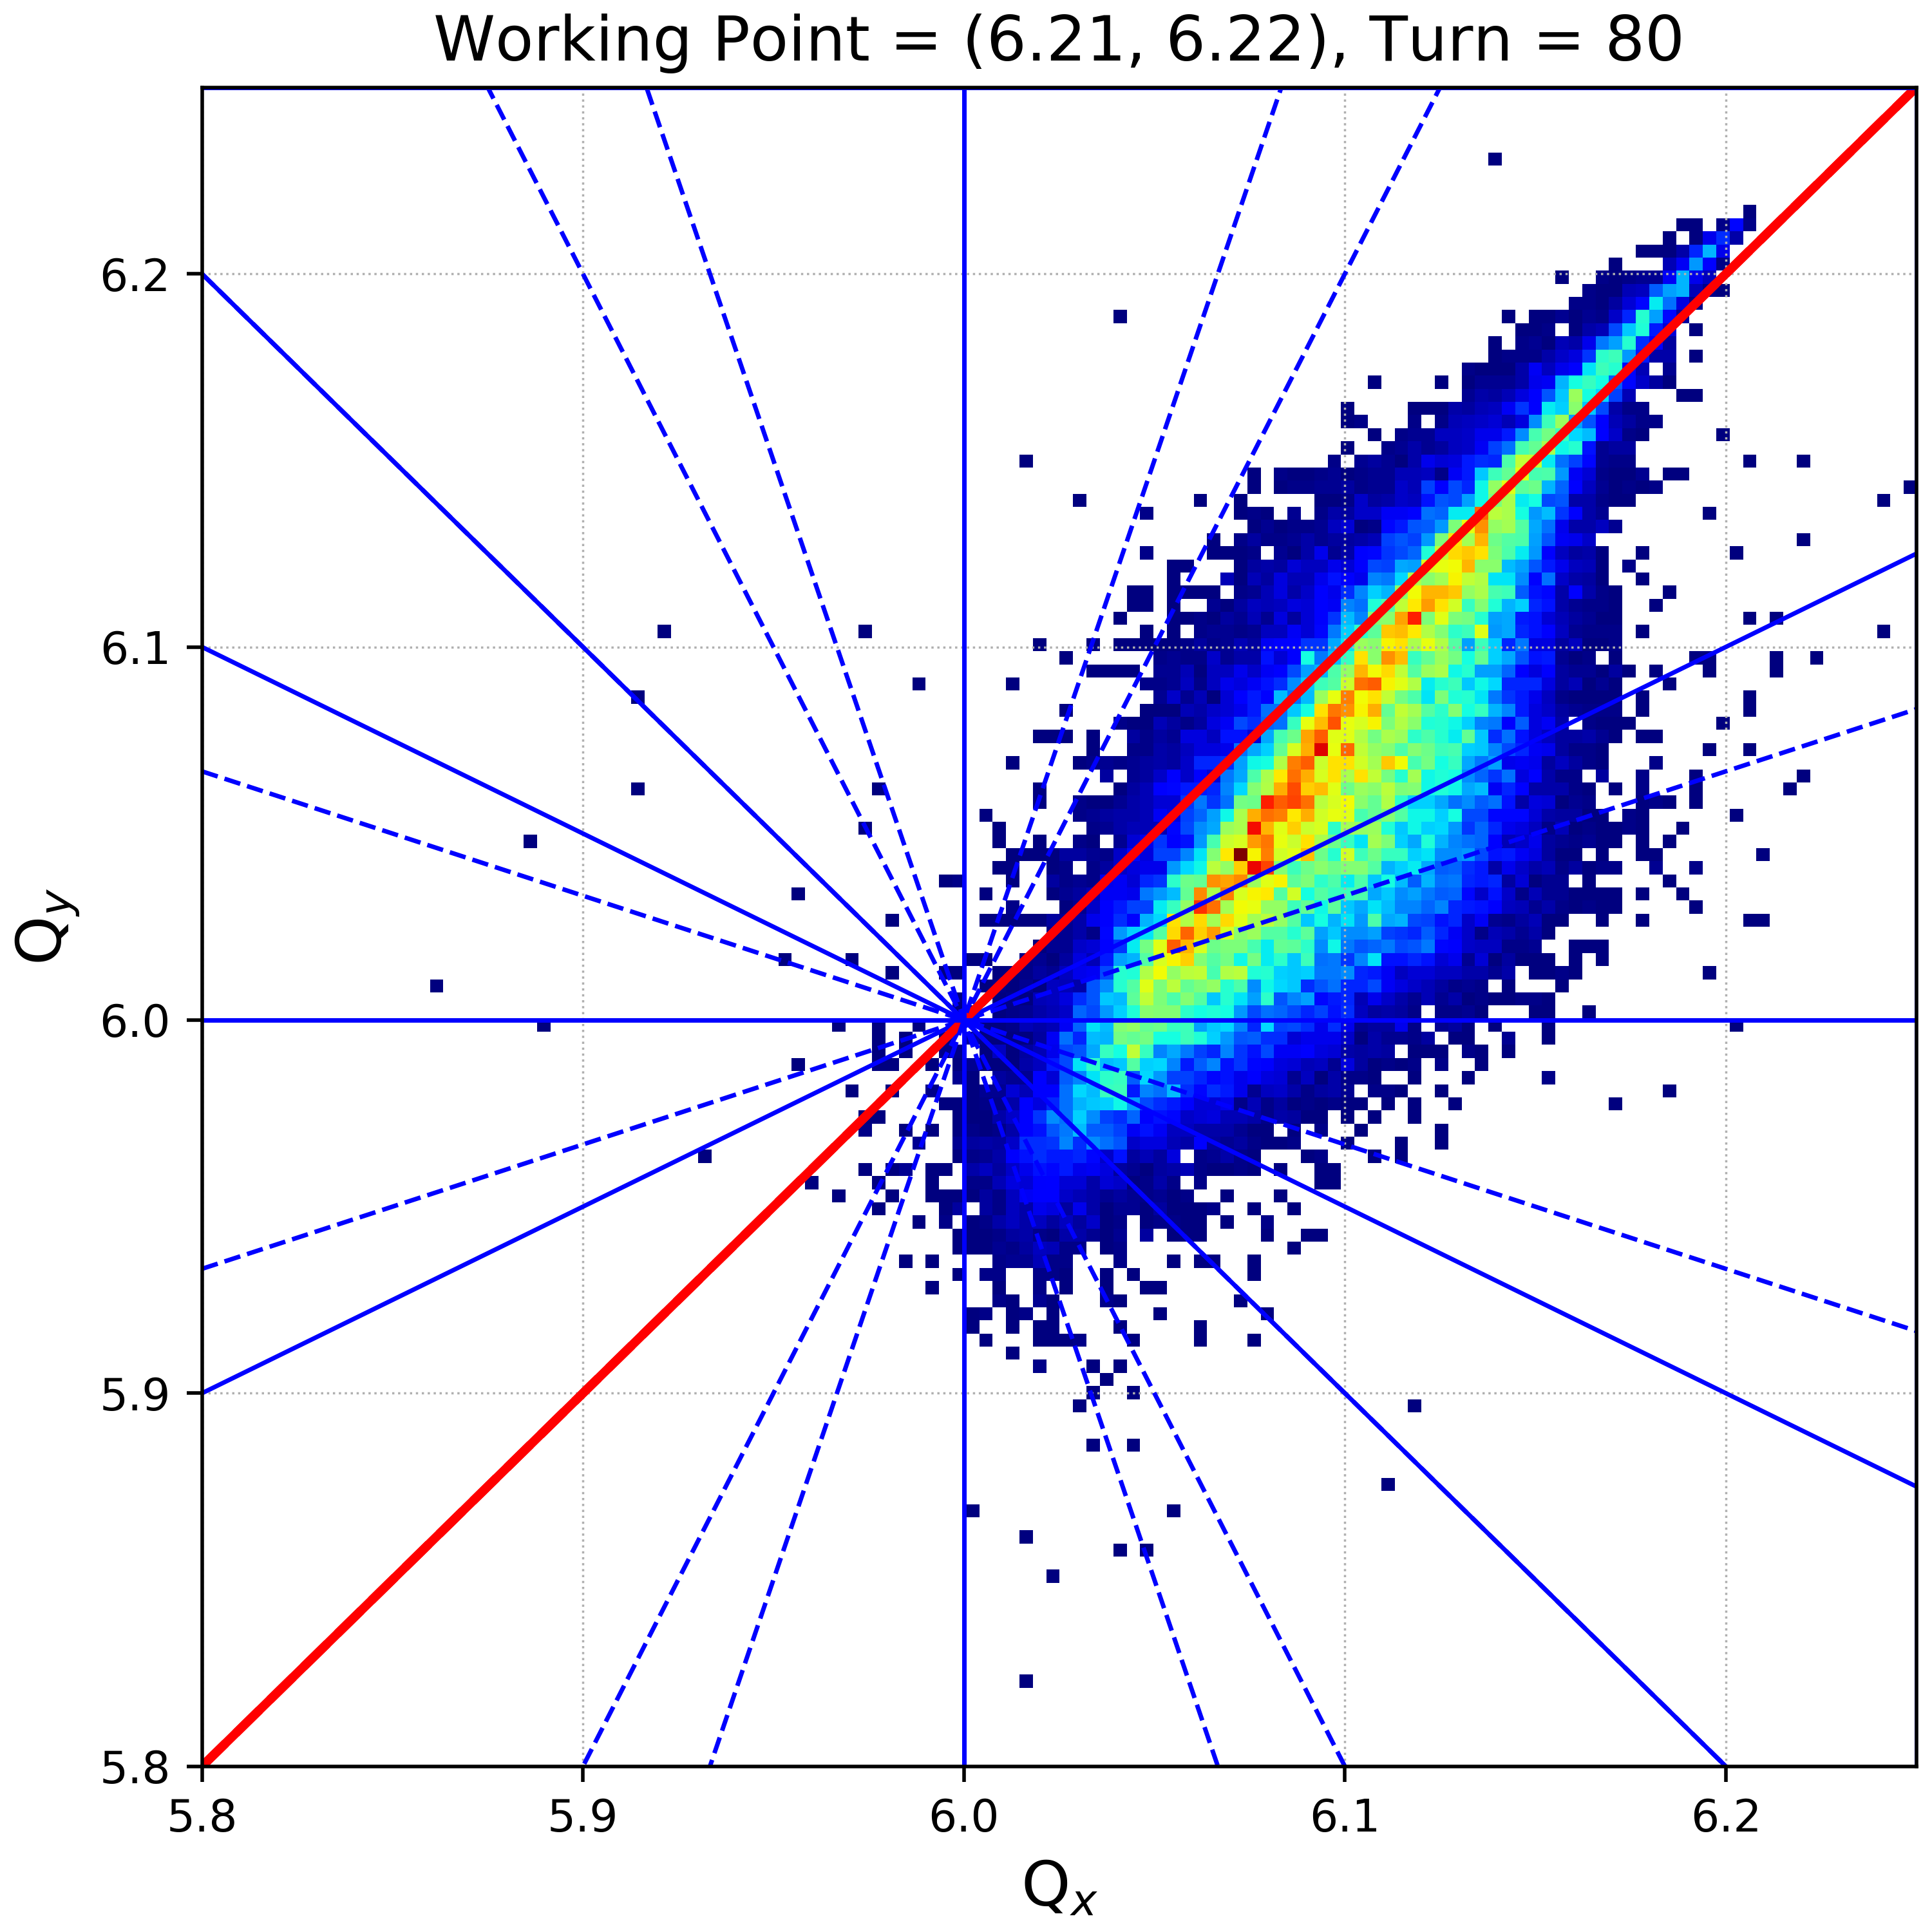 Working Point = (6.21, 6.22), Turn = 80
6.2
6.1
6.0
5.9
5.8
Qy
5.8 5.9 6.0 6.1 6.2
Qx